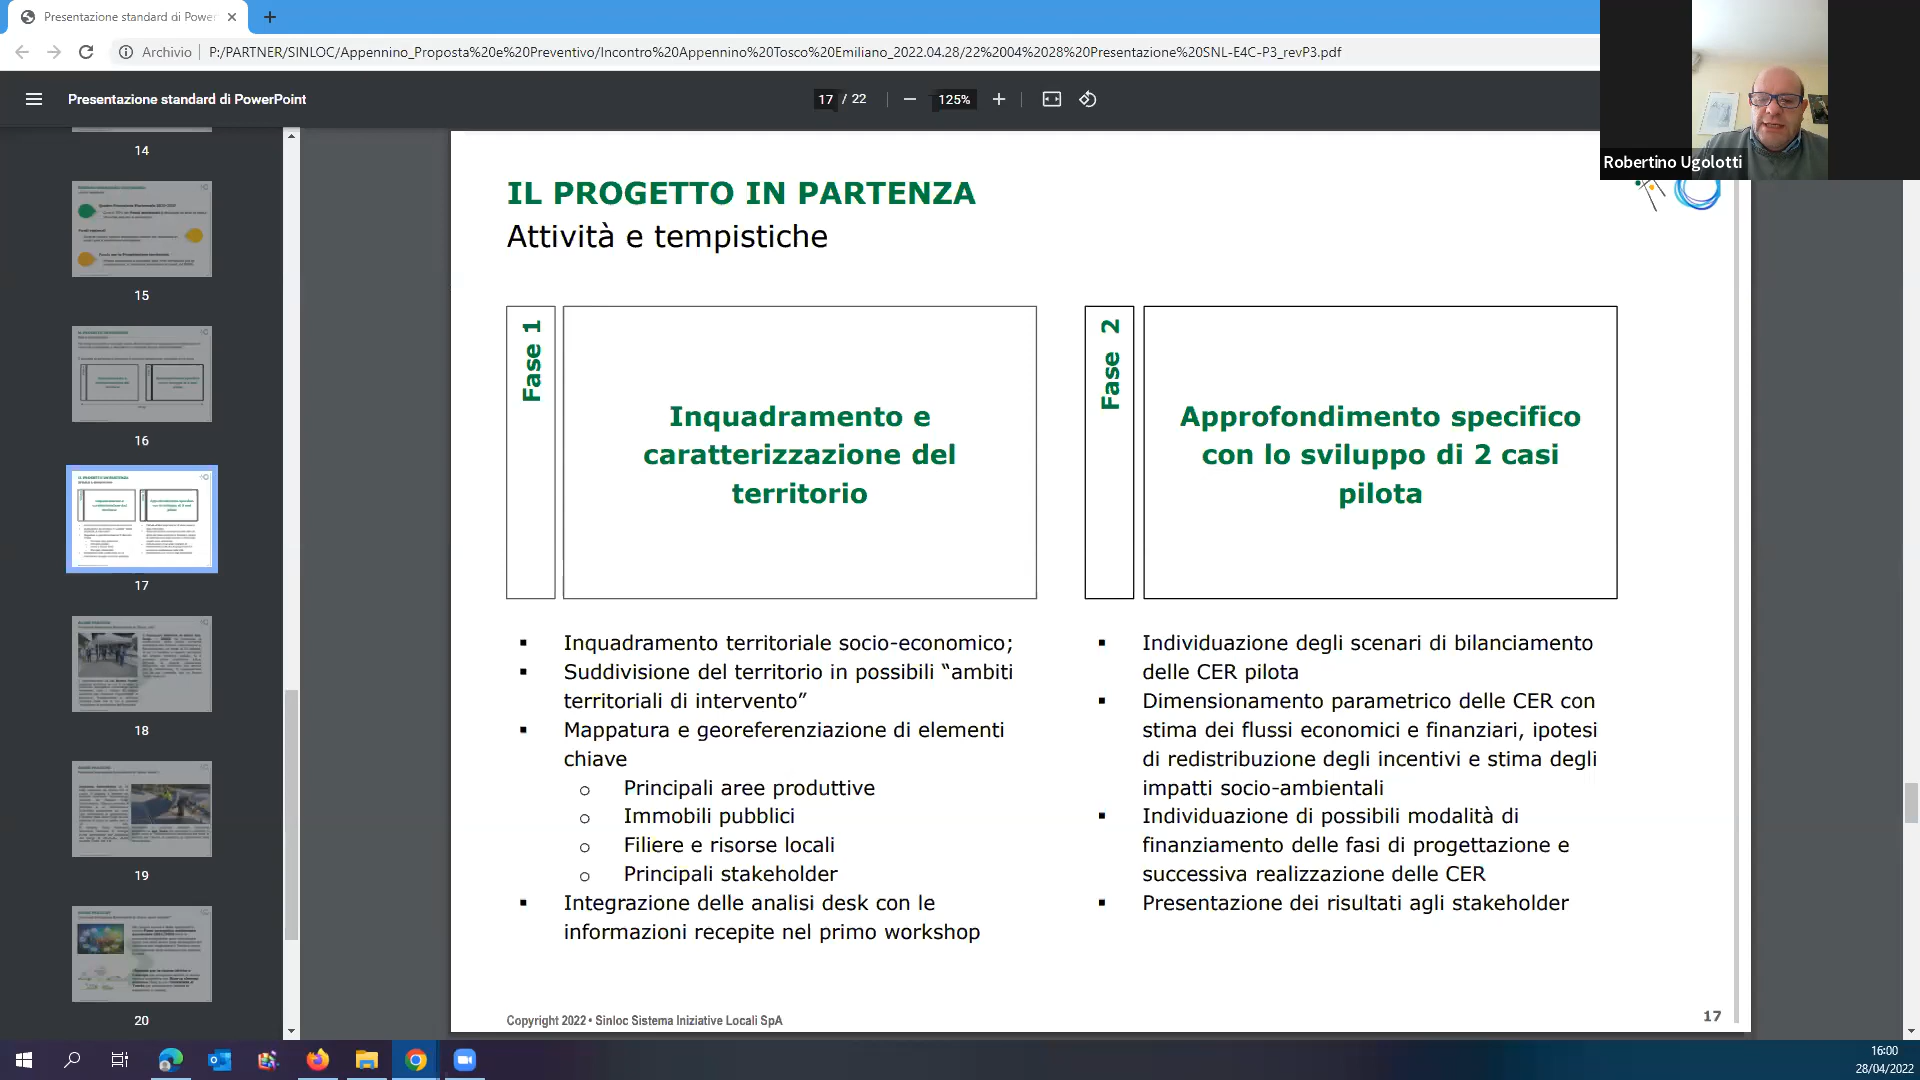 Presentazione standard di Power
Archivio
P:/PARTNER/SINLOC/Appennino_Proposta%20e%20Preventivo/Incontro%20Appennino%20Tosco%20Emiliano_2022.04.28/22%2004%2028%20Presentazione%20SNL-E4C-P3_revP3.pdf
Presentazione standard di PowerPoint
17 / 22
125%
Robertino Ugolotti
14
15
16
17
18
19
20
IL PROGETTO IN PARTENZA
Attività e tempistiche
Fase 1
Inquadramento e
caratterizzazione del
territorio
Fase 2
Approfondimento specifico
con lo sviluppo di 2 casi
pilota
▪ Inquadramento territoriale socio-economico;
▪ Suddivisione del territorio in possibili “ambiti
territoriali di intervento”
▪ Mappatura e georeferenziazione di elementi
chiave
o Principali aree produttive
o Immobili pubblici
o Filiere e risorse locali
o Principali stakeholder
▪ Integrazione delle analisi desk con le
informazioni recepite nel primo workshop
▪ Individuazione degli scenari di bilanciamento
delle CER pilota
▪ Dimensionamento parametrico delle CER con
stima dei flussi economici e finanziari, ipotesi
di redistribuzione degli incentivi e stima degli
impatti socio-ambientali
▪ Individuazione di possibili modalità di
finanziamento delle fasi di progettazione e
successiva realizzazione delle CER
▪ Presentazione dei risultati agli stakeholder
Copyright 2022 • Sinloc Sistema Iniziative Locali SpA
17
16:00
28/04/2022